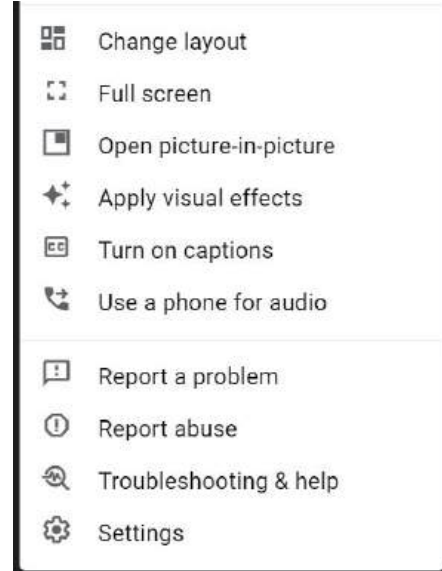 Change layout
Full screen
Open picture-in-picture
Apply visual effects
Turn on captions
Use a phone for audio
Report a problem
Report abuse
Troubleshooting & help
Settings